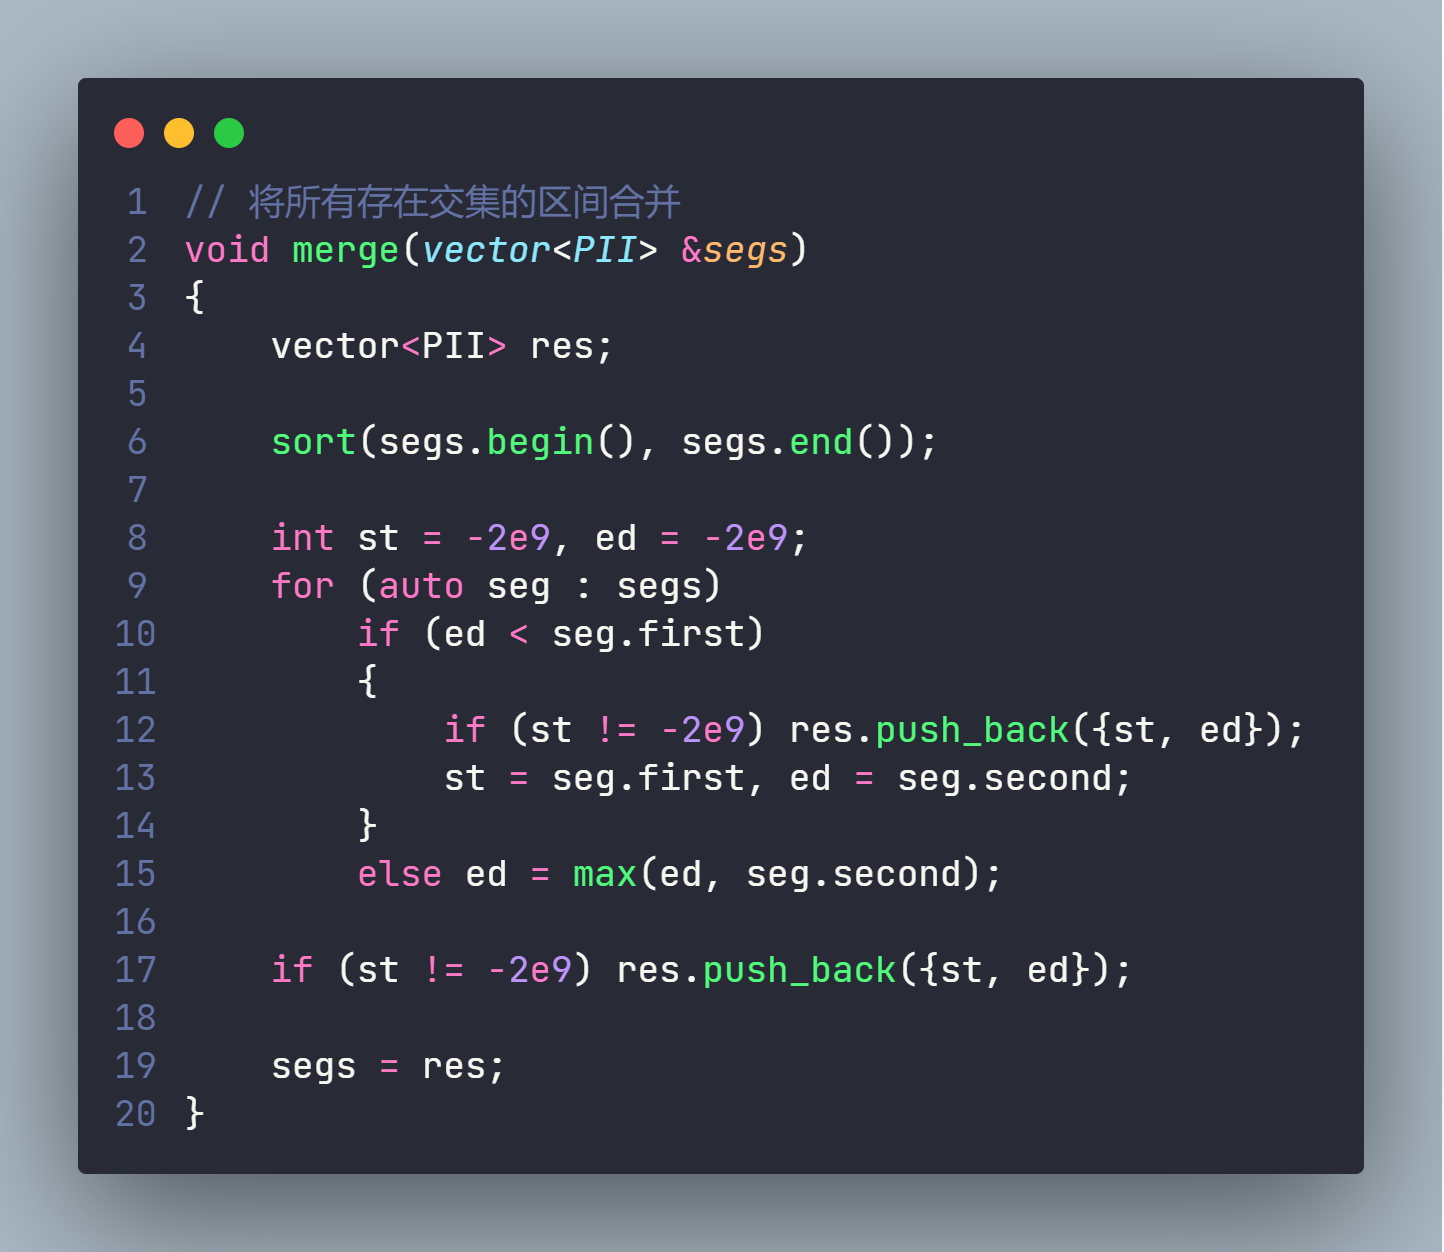 1 // 将所有存在交集的区间合并
2 void merge(vector<PII> &segs)
3 {
4     vector<PII> res;
5
6     sort(segs.begin(), segs.end());
7
8     int st = -2e9, ed = -2e9;
9     for (auto seg : segs)
10         if (ed < seg.first)
11         {
12             if (st != -2e9) res.push_back({st, ed});
13             st = seg.first, ed = seg.second;
14         }
15         else ed = max(ed, seg.second);
16
17     if (st != -2e9) res.push_back({st, ed});
18
19     segs = res;
20 }